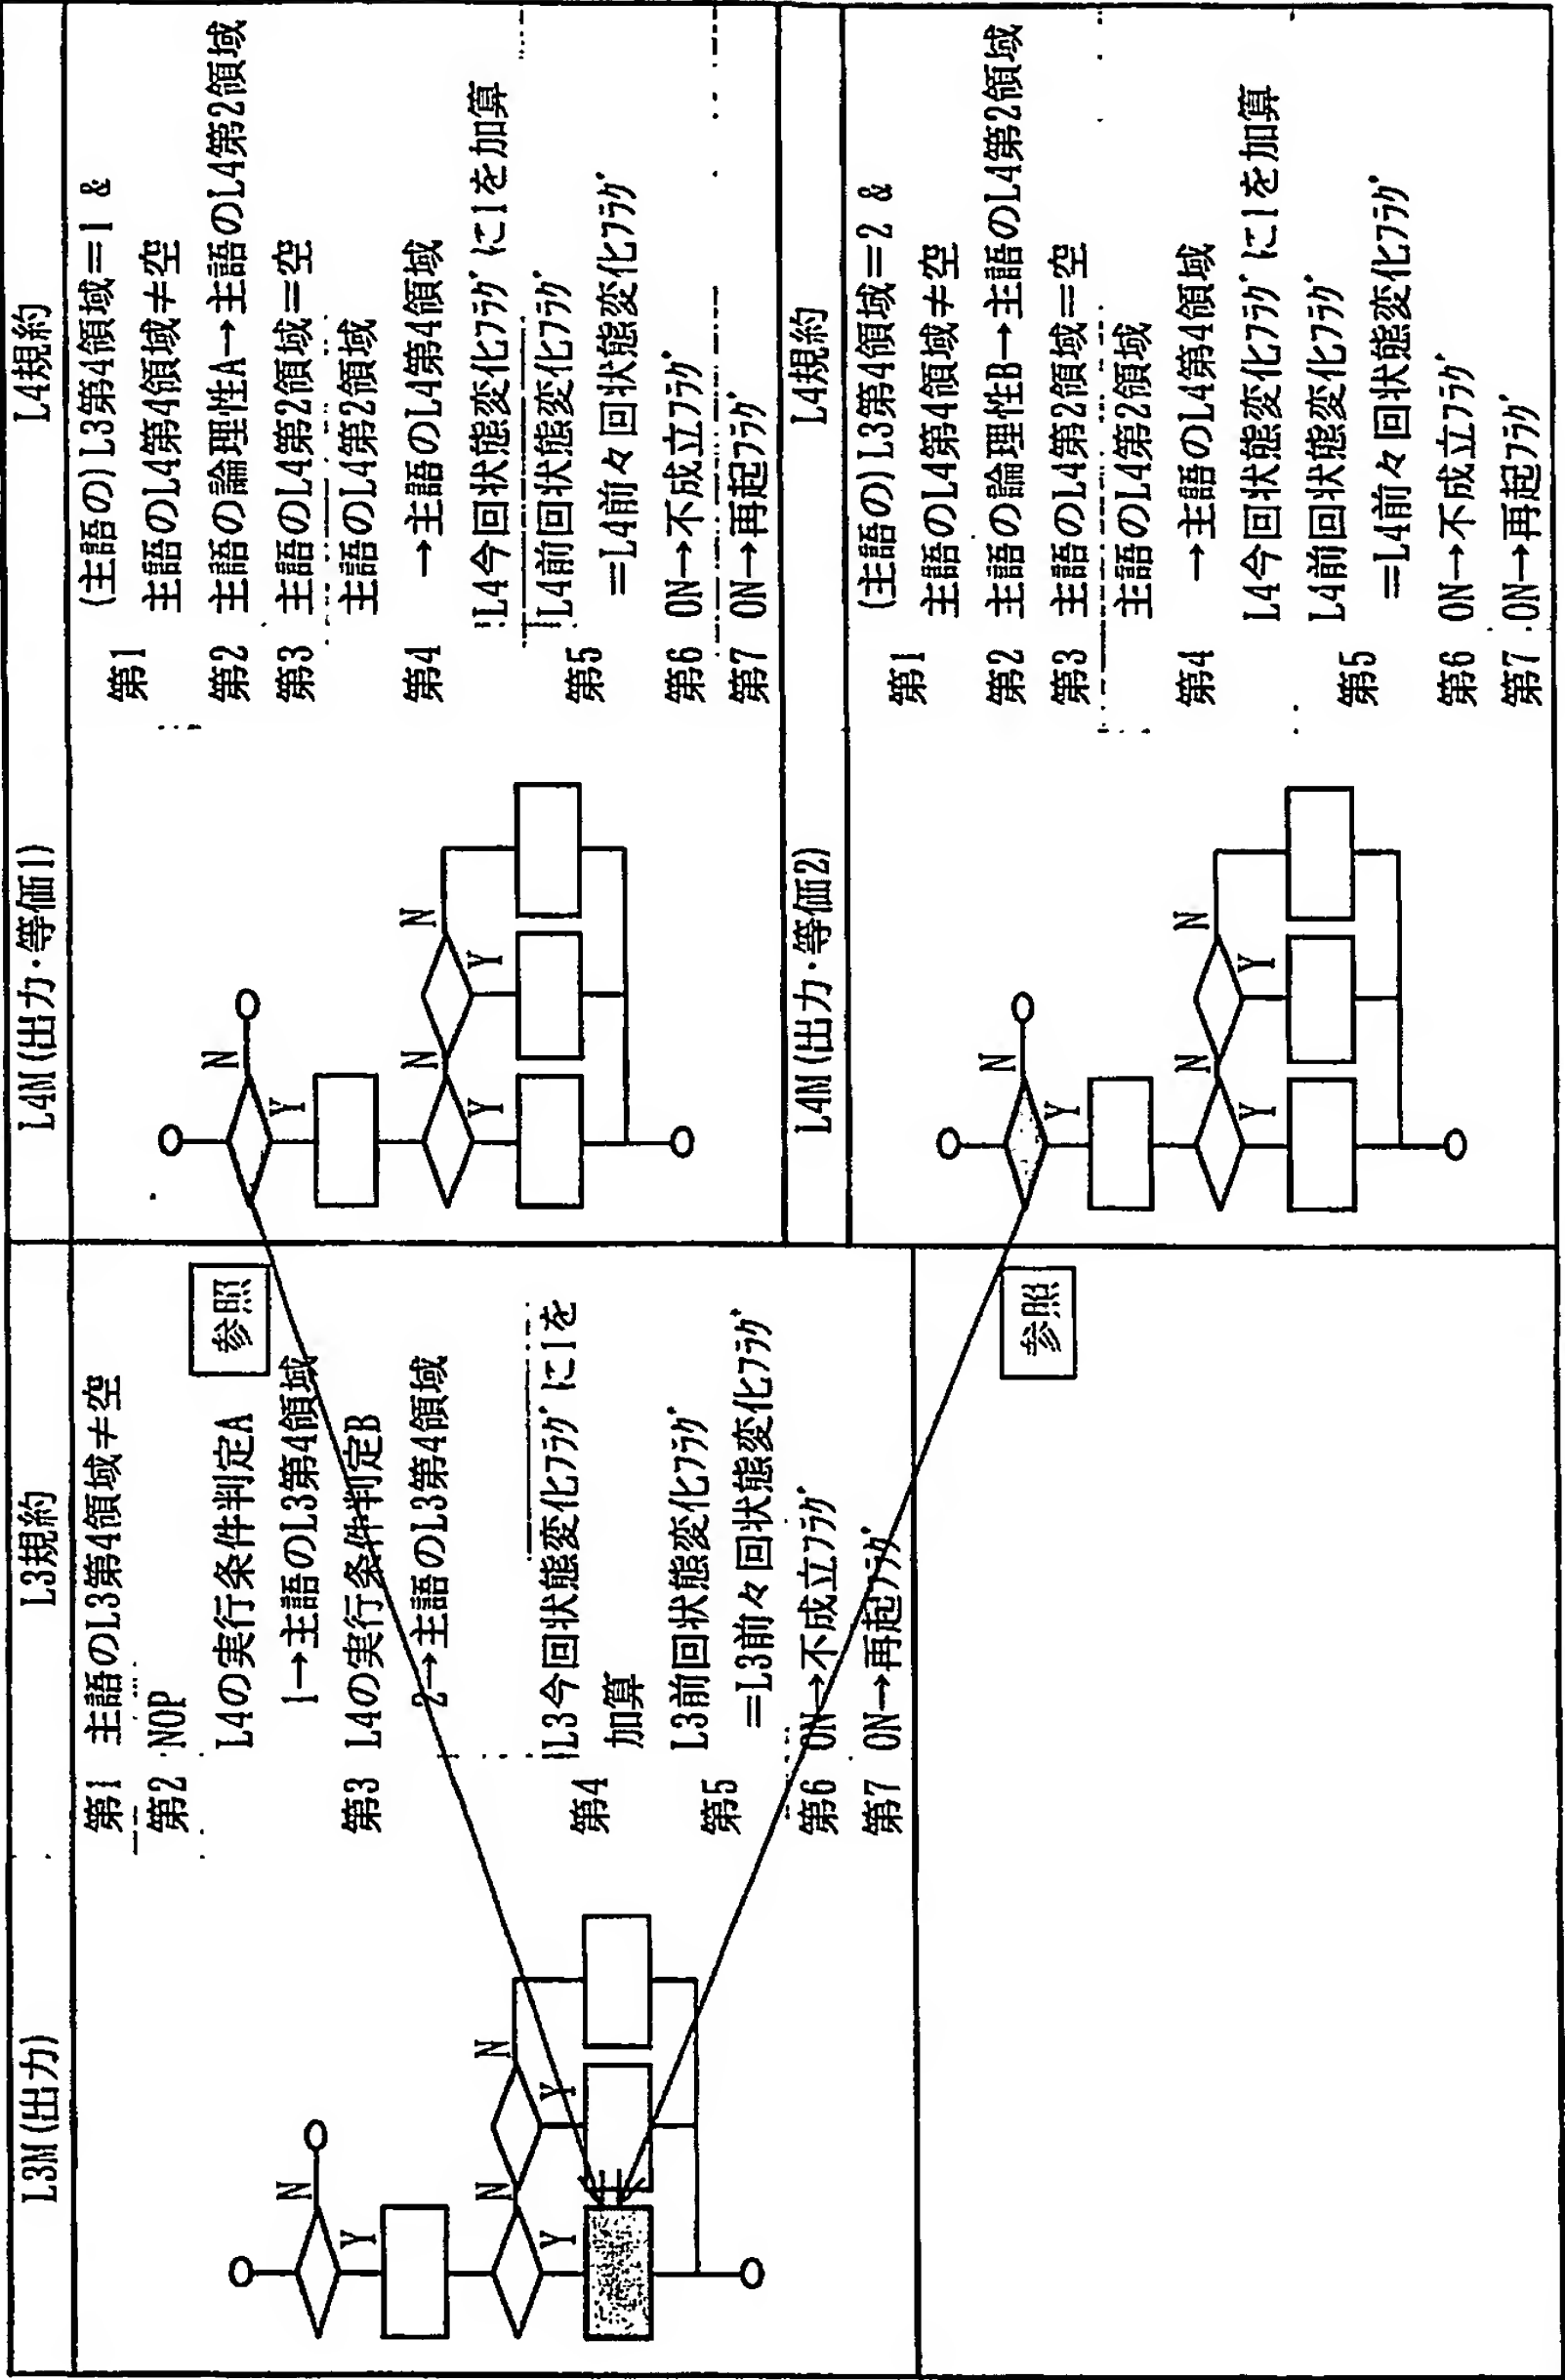 L3M(出力)
L3規約
N
Y
N
N
Y
Y
第1 主語のL3第4領域≠空
第2 NOP
L4の実行条件判定A
1→主語のL3第4領域
第3 L4の実行条件判定B
2→主語のL3第4領域
第4 L3今回状態変化フラグに1を
加算
第5 L3前回状態変化フラグ
=L3前々回状態変化フラグ
第6 ON→不成立フラグ
第7 ON→再起フラグ
参照
参照
L4M(出力・等価1)
L4規約
N
Y
N
N
Y
Y
第1 (主語の)L3第4領域=1 &
主語のL4第4領域≠空
第2 主語の論理性A→主語のL4第2領域
第3 主語のL4第2領域=空
主語のL4第2領域
第4 →主語のL4第4領域
L4今回状態変化フラグに1を加算
第5 L4前回状態変化フラグ
=L4前々回状態変化フラグ
第6 ON→不成立フラグ
第7 ON→再起フラグ
L4M(出力・等価2)
L4規約
N
Y
N
N
Y
Y
第1 (主語の)L3第4領域=2 &
主語のL4第4領域≠空
第2 主語の論理性B→主語のL4第2領域
第3 主語のL4第2領域=空
主語のL4第2領域
第4 →主語のL4第4領域
L4今回状態変化フラグに1を加算
第5 L4前回状態変化フラグ
=L4前々回状態変化フラグ
第6 ON→不成立フラグ
第7 ON→再起フラグ